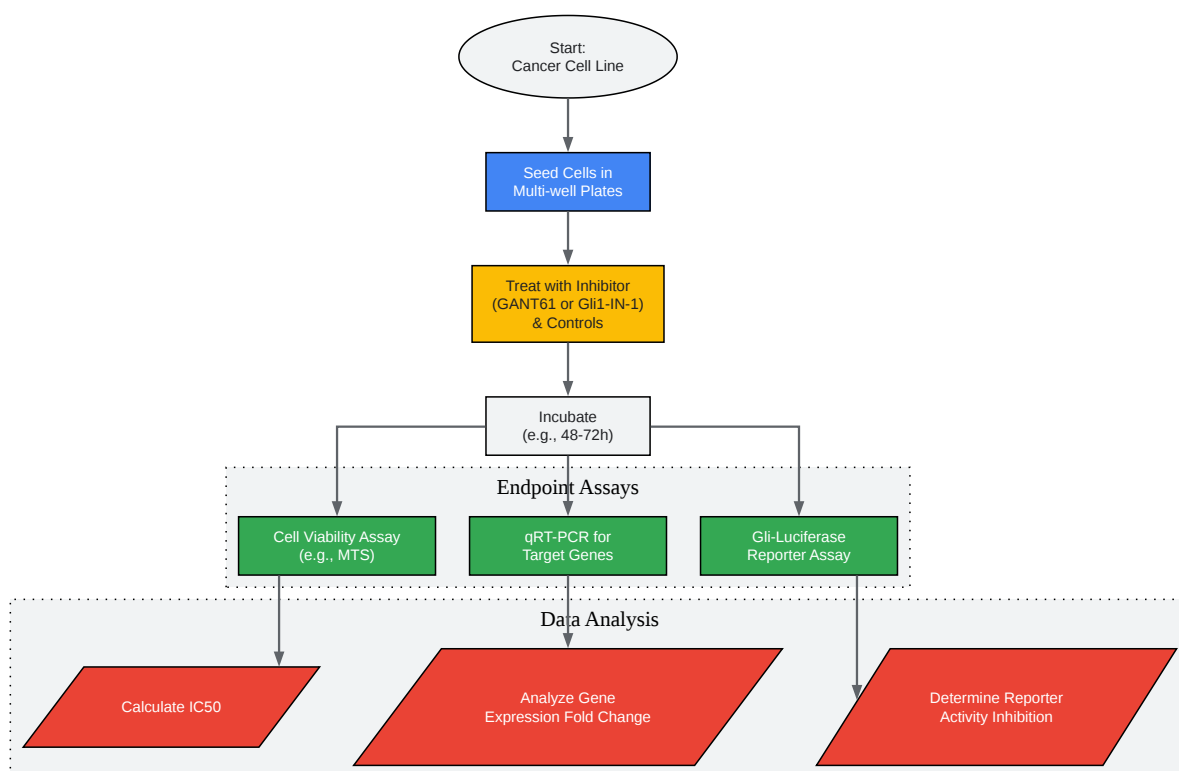 Start:
Cancer Cell Line
Seed Cells in
Multi-well Plates
Treat with Inhibitor
(GANT61 or Gli1-IN-1)
& Controls
Incubate
(e.g., 48-72h)
Endpoint Assays
Cell Viability Assay
(e.g., MTS)
qRT-PCR for
Target Genes
Gli-Luciferase
Reporter Assay
Data Analysis
Calculate IC50
Analyze Gene
Expression Fold Change
Determine Reporter
Activity Inhibition